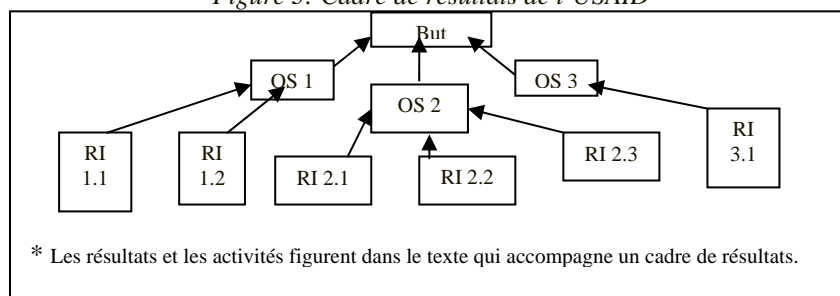 Figure 3: Cadre de résultats de l'USAID
But
OS 1
OS 2
OS 3
RI
1.1
RI
1.2
RI 2.1
RI 2.2
RI 2.3
RI
3.1
* Les résultats et les activités figurent dans le texte qui accompagne un cadre de résultats.